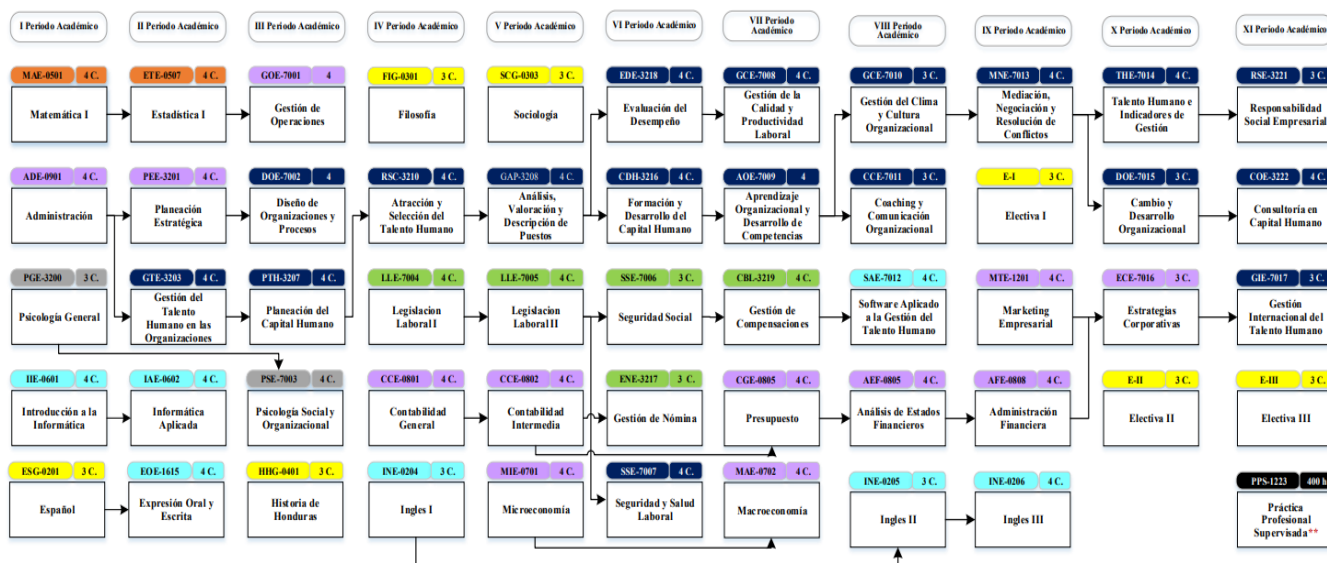 I Periodo Académico
II Periodo Académico
III Periodo Académico
IV Periodo Académico
V Periodo Académico
VI Periodo Académico
VII Periodo
Académico
VIII Periodo
Académico
IX Periodo Académico
X Periodo Académico
XI Periodo Académico
MAE-0501 4 C.
Matemática I
ETE-0507 4 C.
Estadística I
GOE-7001 4
Gestión de
Operaciones
FIG-0301 3 C.
Filosofía
SCG-0303 3 C.
Sociología
EDE-3218 4 C.
Evaluación del
Desempeño
GCE-7008 4 C.
Gestión de la
Calidad y
Productividad
Laboral
GCE-7010 3 C.
Gestión del Clima
y Cultura
Organizacional
MNE-7013 4 C.
Mediación,
Negociación y
Resolución de
Conflictos
THE-7014 4 C.
Talento Humano e
Indicadores de
Gestión
RSE-3221 3 C.
Responsabilidad
Social Empresarial
ADE-0901 4 C.
Administración
PEE-3201 4 C.
Planeación
Estratégica
DOE-7002 4
Diseño de
Organizaciones y
Procesos
RSC-3210 4 C.
Atracción y
Selección del
Talento Humano
GAP-3208 4 C.
Análisis,
Valoración y
Descripción de
Puestos
CDH-3216 4 C.
Formación y
Desarrollo del
Capital Humano
AOE-7009 4
Aprendizaje
Organizacional y
Desarrollo de
Competencias
CCE-7011 3 C.
Coaching y
Comunicación
Organizacional
E-I 3 C.
Electiva I
DOE-7015 3 C.
Cambio y
Desarrollo
Organizacional
COE-3222 4 C.
Consultoría en
Capital Humano
PGE-3200 3 C.
Psicología General
GTE-3203 4 C.
Gestión del
Talento
Humano en las
Organizaciones
PTH-3207 4 C.
Planeación del
Capital Humano
LLE-7004 4 C.
Legislacion
Laboral I
LLE-7005 4 C.
Legislacion
Laboral II
SSE-7006 3 C.
Seguridad Social
CBL-3219 4 C.
Gestión de
Compensaciones
SAE-7012 4 C.
Software Aplicado
a la Gestión del
Talento Humano
MTE-1201 4 C.
Marketing
Empresarial
ECE-7016 3 C.
Estrategias
Corporativas
GIE-7017 3 C.
Gestión
Internacional del
Talento Humano
IIE-0601 4 C.
Introducción a la
Informática
IAE-0602 4 C.
Informática
Aplicada
PSE-7003 4 C.
Psicología Social y
Organizacional
CCE-0801 4 C.
Contabilidad
General
CCE-0802 4 C.
Contabilidad
Intermedia
ENE-3217 3 C.
Gestión de Nómina
CGE-0805 4 C.
Presupuesto
AEF-0805 4 C.
Análisis de Estados
Financieros
AFE-0808 4 C.
Administración
Financiera
E-II 3 C.
Electiva II
E-III 3 C.
Electiva III
ESG-0201 3 C.
Español
EOE-1615 4 C.
Expresión Oral y
Escrita
HHG-0401 3 C.
Historia de
Honduras
INE-0204 3 C.
Ingles I
MIE-0701 4 C.
Microeconomía
SSE-7007 4 C.
Seguridad y Salud
Laboral
MAE-0702 4 C.
Macroeconomía
INE-0205 3 C.
Ingles II
INE-0206 4 C.
Ingles III
PPS-1223 400 h
Práctica
Profesional
Supervisada**